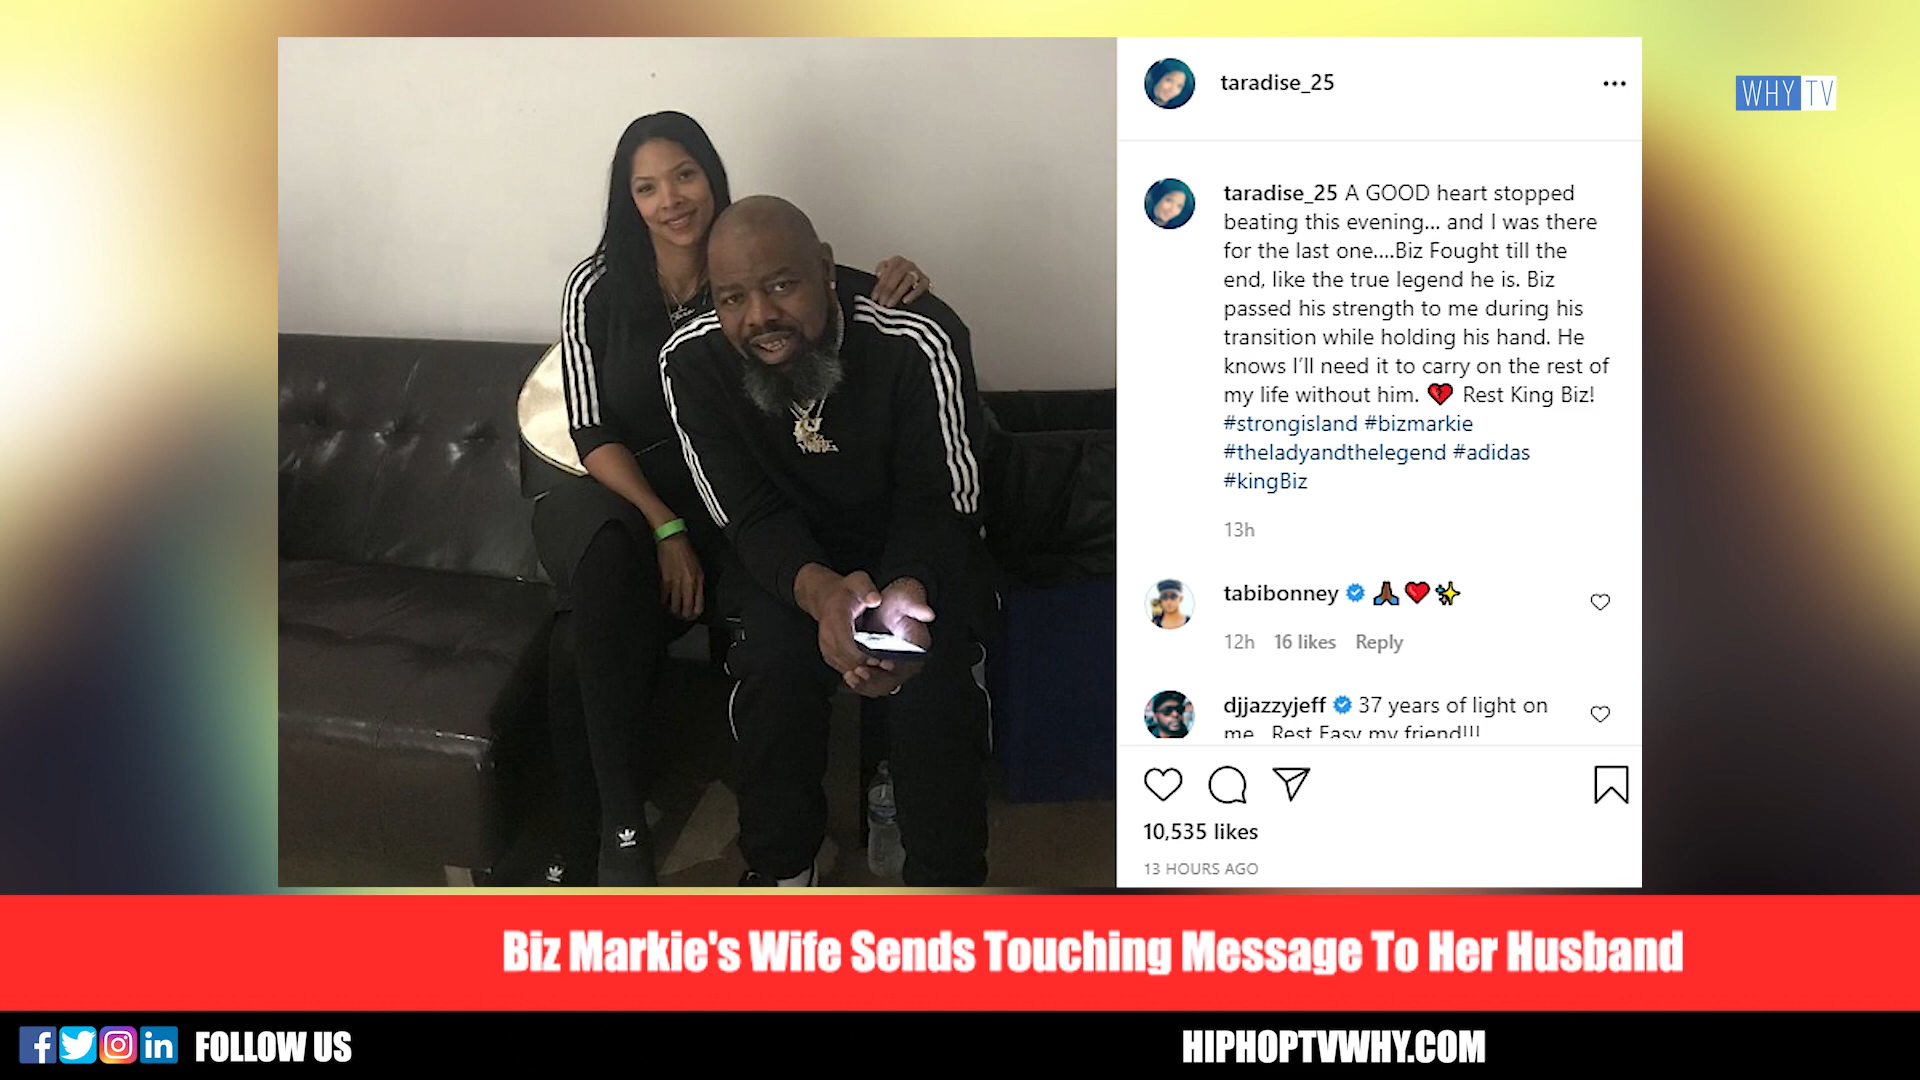 taradise_25
WHY TV
taradise_25 A GOOD heart stopped
beating this evening... and I was there
for the last one....Biz Fought till the
end, like the true legend he is. Biz
passed his strength to me during his
transition while holding his hand. He
knows I'll need it to carry on the rest of
my life without him. 💔 Rest King Biz!
#strongisland #bizmarkie
#theladyandthelegend #adidas
#kingBiz
13h
tabibonney 🙏🏾❤️✨
12h 16 likes Reply
djjazzyjeff 37 years of light on
me...Rest Easy my friend!!!
10,535 likes
13 HOURS AGO
Biz Markie's Wife Sends Touching Message To Her Husband
FOLLOW US
HIPHOPTVWHY.COM